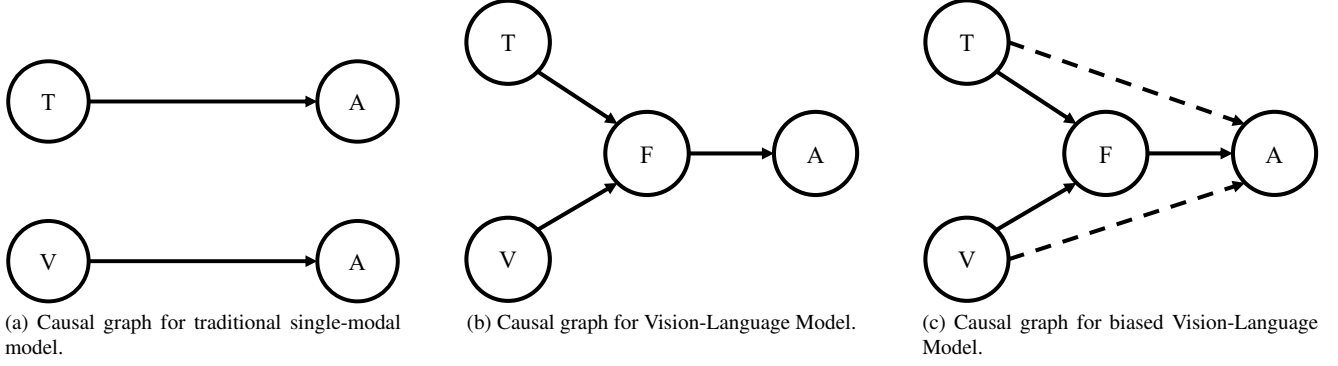 T
A
V
A
(a) Causal graph for traditional single-modal
model.
T
F
A
V
(b) Causal graph for Vision-Language Model.
T
F
A
V
(c) Causal graph for biased Vision-Language
Model.